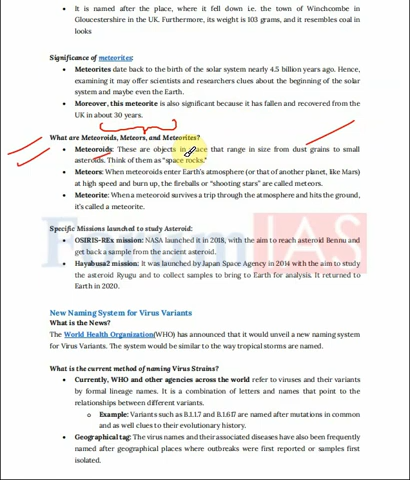 • It is named after the place, where it fell down i.e. the town of Winchcombe in
Gloucestershire in the UK. Furthermore, its weight is 103 grams, and it resembles coal in
looks
Significance of meteorites:
• Meteorites date back to the birth of the solar system nearly 4.5 billion years ago. Hence,
examining it may offer scientists and researchers clues about the beginning of the solar
system and maybe even the Earth.
• Moreover, this meteorite is also significant because it has fallen and recovered from the
UK in about 30 years.
What are Meteoroids, Meteors, and Meteorites?
• Meteoroids: These are objects in space that range in size from dust grains to small
asteroids. Think of them as "space rocks."
• Meteors: When meteoroids enter Earth's atmosphere (or that of another planet, like Mars)
at high speed and burn up, the fireballs or "shooting stars" are called meteors.
• Meteorite: When a meteoroid survives a trip through the atmosphere and hits the ground,
it's called a meteorite.
Specific Missions launched to study Asteroid:
• OSIRIS-REx mission: NASA launched it in 2018, with the aim to reach asteroid Bennu and
get back a sample from the ancient asteroid.
• Hayabusa2 mission: It was launched by Japan Space Agency in 2014 with the aim to study
the asteroid Ryugu and to collect samples to bring to Earth for analysis. It returned to
Earth in 2020.
ForumIAS
New Naming System for Virus Variants
What is the News?
The World Health Organization(WHO) has announced that it would unveil a new naming system
for Virus Variants. The system would be similar to the way tropical storms are named.
What is the current method of naming Virus Strains?
• Currently, WHO and other agencies across the world refer to viruses and their variants
by formal lineage names. It is a combination of letters and names that point to the
relationships between different variants.
o Example: Variants such as B.1.1.7 and B.1.617 are named after mutations in common
and as well clues to their evolutionary history.
• Geographical tag: The virus names and their associated diseases have also been frequently
named after geographical places where outbreaks were first reported or samples first
isolated.